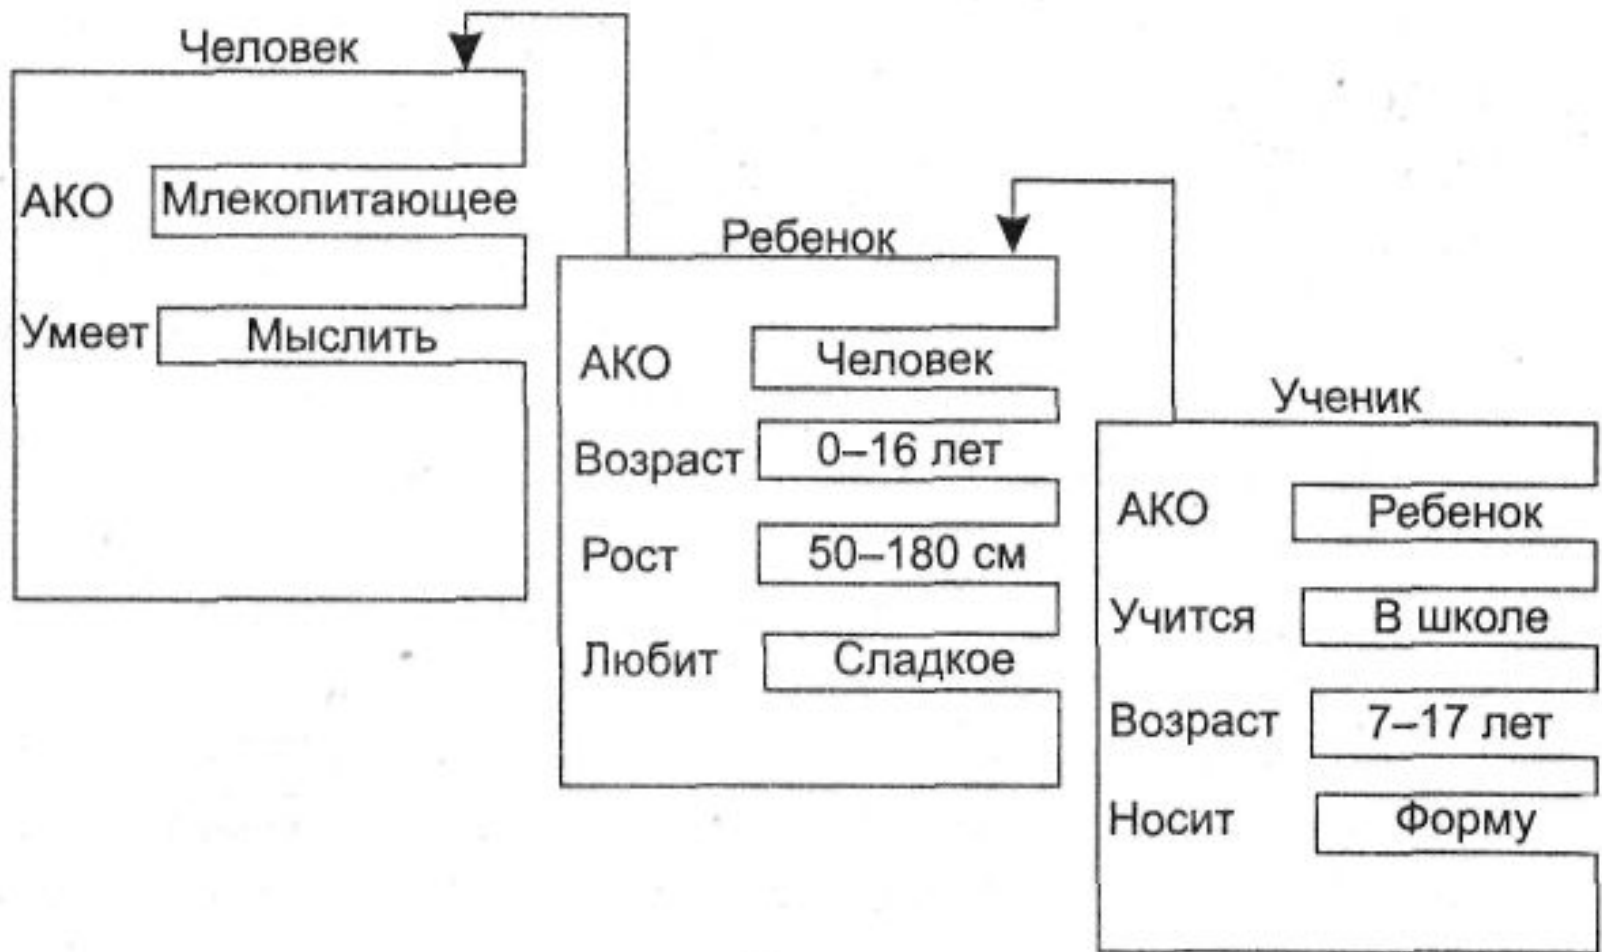 Человек
АКО Млекопитающее
Умеет Мыслить
Ребенок
АКО Человек
Возраст 0–16 лет
Рост 50–180 см
Любит Сладкое
Ученик
АКО Ребенок
Учится В школе
Возраст 7–17 лет
Носит Форму